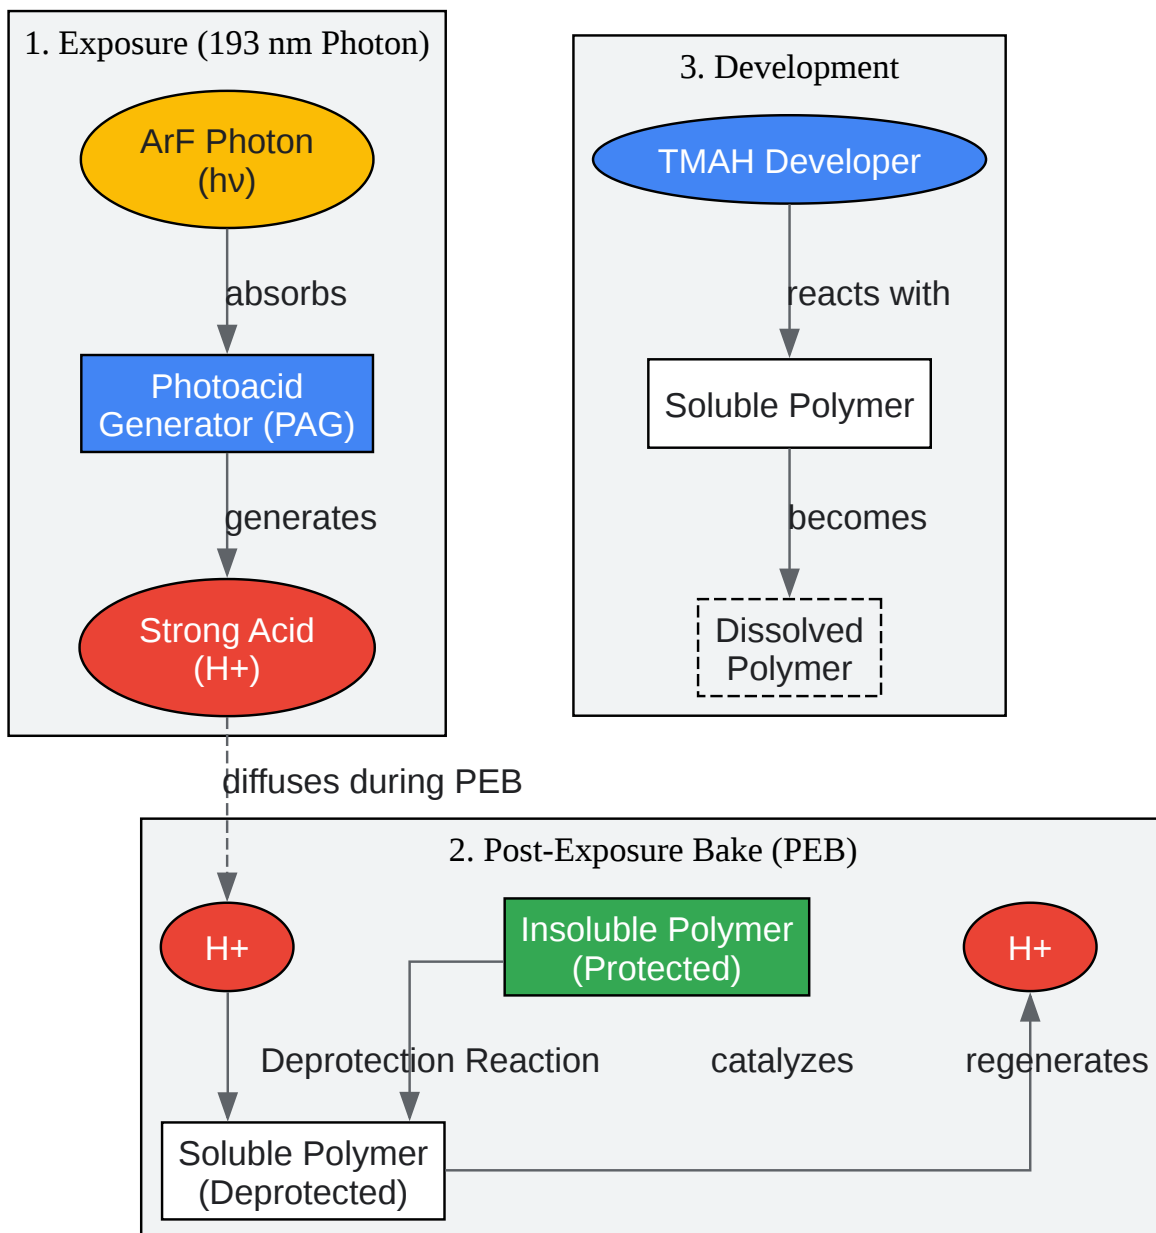 1. Exposure (193 nm Photon)
ArF Photon
(hν)
absorbs
Photoacid
Generator (PAG)
generates
Strong Acid
(H+)
diffuses during PEB
3. Development
TMAH Developer
reacts with
Soluble Polymer
becomes
Dissolved
Polymer
2. Post-Exposure Bake (PEB)
H+
Insoluble Polymer
(Protected)
H+
Deprotection Reaction
catalyzes
regenerates
Soluble Polymer
(Deprotected)